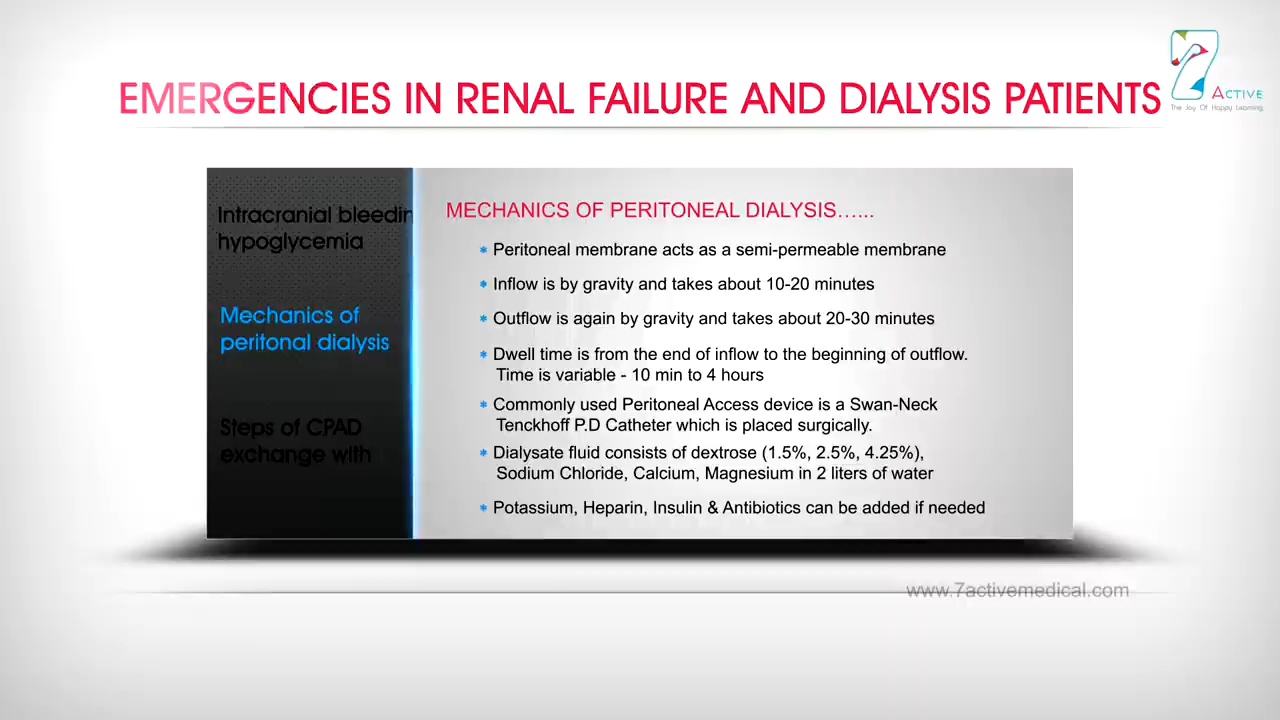 EMERGENCIES IN RENAL FAILURE AND DIALYSIS PATIENTS
7 ACTIVE
The Joy Of Happy Learning
Intracranial bleedin
hypoglycemia
Mechanics of
peritonal dialysis
Steps of CPAD
exchange with
MECHANICS OF PERITONEAL DIALYSIS…...
* Peritoneal membrane acts as a semi-permeable membrane
* Inflow is by gravity and takes about 10-20 minutes
* Outflow is again by gravity and takes about 20-30 minutes
* Dwell time is from the end of inflow to the beginning of outflow.
Time is variable - 10 min to 4 hours
* Commonly used Peritoneal Access device is a Swan-Neck
Tenckhoff P.D Catheter which is placed surgically.
* Dialysate fluid consists of dextrose (1.5%, 2.5%, 4.25%),
Sodium Chloride, Calcium, Magnesium in 2 liters of water
* Potassium, Heparin, Insulin & Antibiotics can be added if needed
www.7activemedical.com